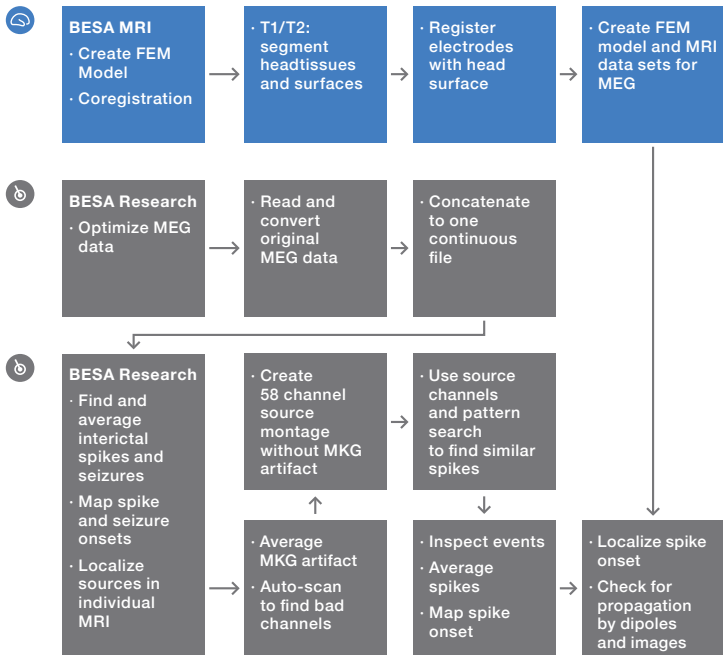 BESA MRI
· Create FEM
Model
· Coregistration
· T1/T2:
segment
headtissues
and surfaces
· Register
electrodes
with head
surface
· Create FEM
model and MRI
data sets for
MEG
BESA Research
· Optimize MEG
data
· Read and
convert
original
MEG data
· Concatenate
to one
continuous
file
BESA Research
· Find and
average
interictal
spikes and
seizures
· Map spike
and seizure
onsets
· Localize
sources in
individual
MRI
· Average
MKG artifact
· Auto-scan
to find bad
channels
· Create
58 channel
source
montage
without MKG
artifact
· Use source
channels
and pattern
search
to find similar
spikes
· Inspect events
· Average
spikes
· Map spike
onset
· Localize spike
onset
· Check for
propagation
by dipoles
and images